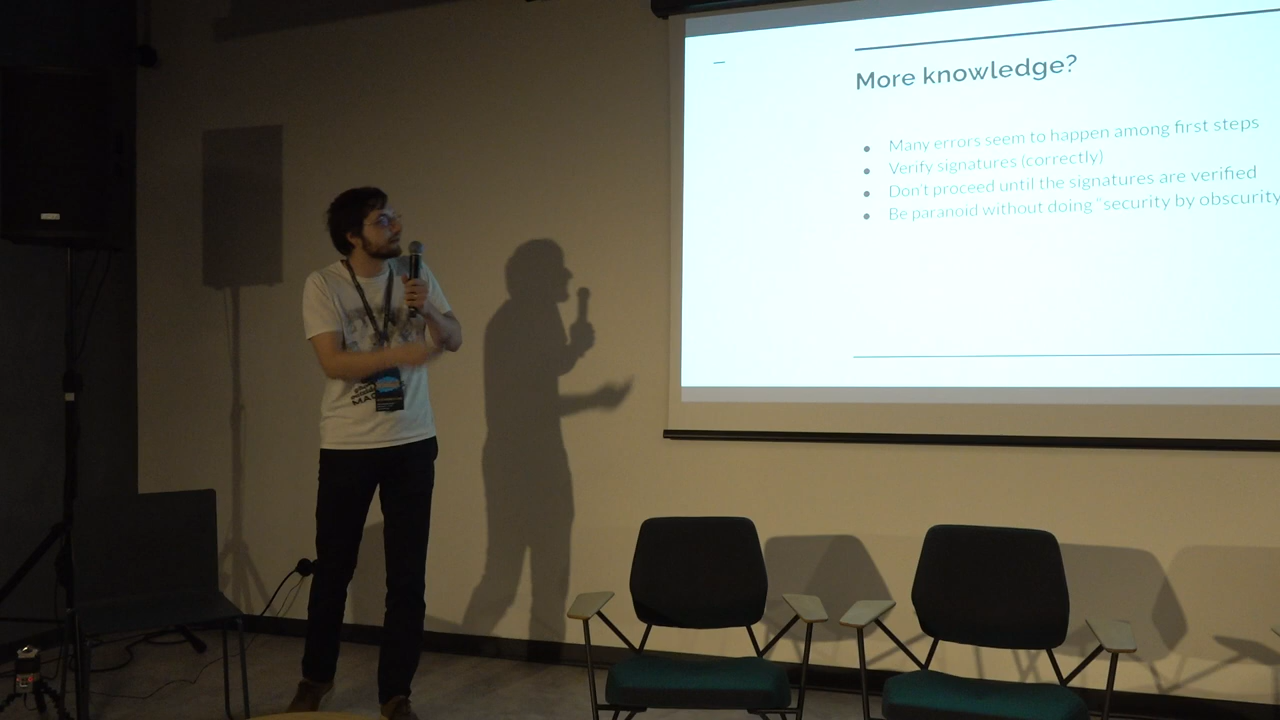 More knowledge?
Many errors seem to happen among first steps
Verify signatures (correctly)
Don't proceed until the signatures are verified
Be paranoid without doing "security by obscurity